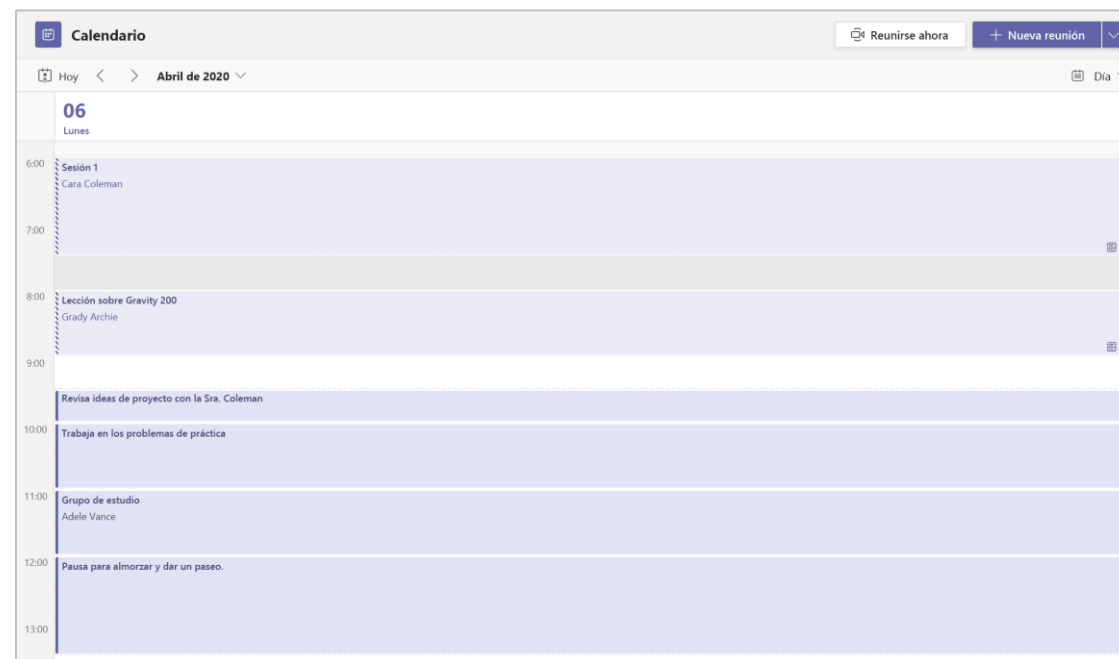 Calendario
Reunirse ahora
Nueva reunión
Hoy
Abril de 2020
Día
06
Lunes
6:00
Sesión 1
Cara Coleman
7:00
8:00
Lección sobre Gravity 200
Grady Archie
9:00
Revisa ideas de proyecto con la Sra. Coleman
10:00
Trabaja en los problemas de práctica
11:00
Grupo de estudio
Adele Vance
12:00
Pausa para almorzar y dar un paseo.
13:00